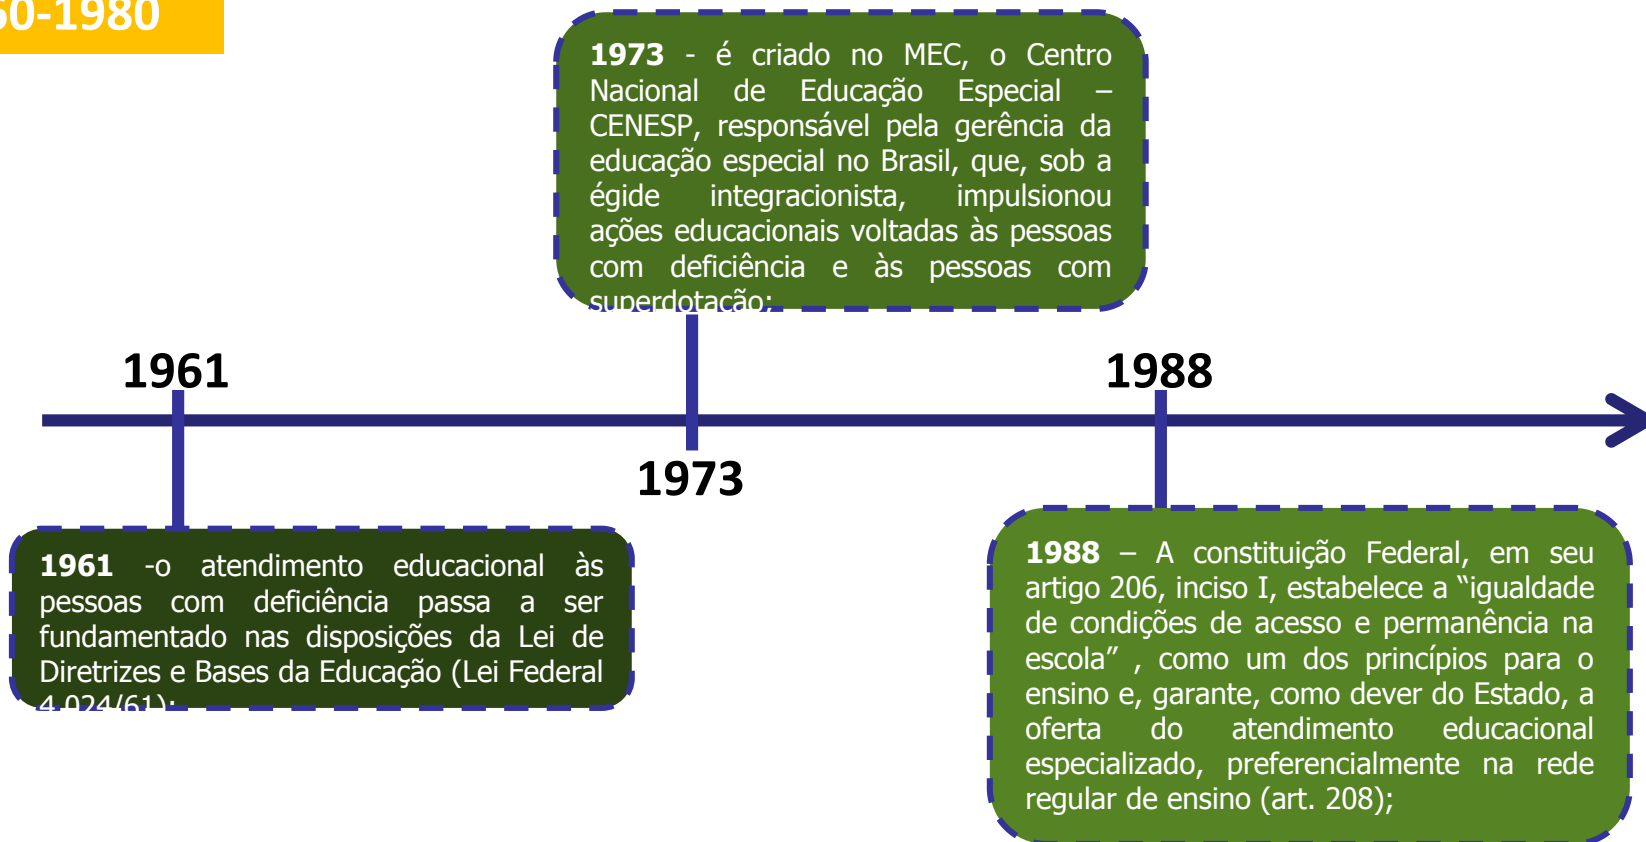 60-1980
1973 - é criado no MEC, o Centro
Nacional de Educação Especial –
CENESP, responsável pela gerência da
educação especial no Brasil, que, sob a
égide integracionista, impulsionou
ações educacionais voltadas às pessoas
com deficiência e às pessoas com
superdotação;
1961
1988
1973
1961 -o atendimento educacional às
pessoas com deficiência passa a ser
fundamentado nas disposições da Lei de
Diretrizes e Bases da Educação (Lei Federal
4.024/61);
1988 – A constituição Federal, em seu
artigo 206, inciso I, estabelece a “igualdade
de condições de acesso e permanência na
escola” , como um dos princípios para o
ensino e, garante, como dever do Estado, a
oferta do atendimento educacional
especializado, preferencialmente na rede
regular de ensino (art. 208);